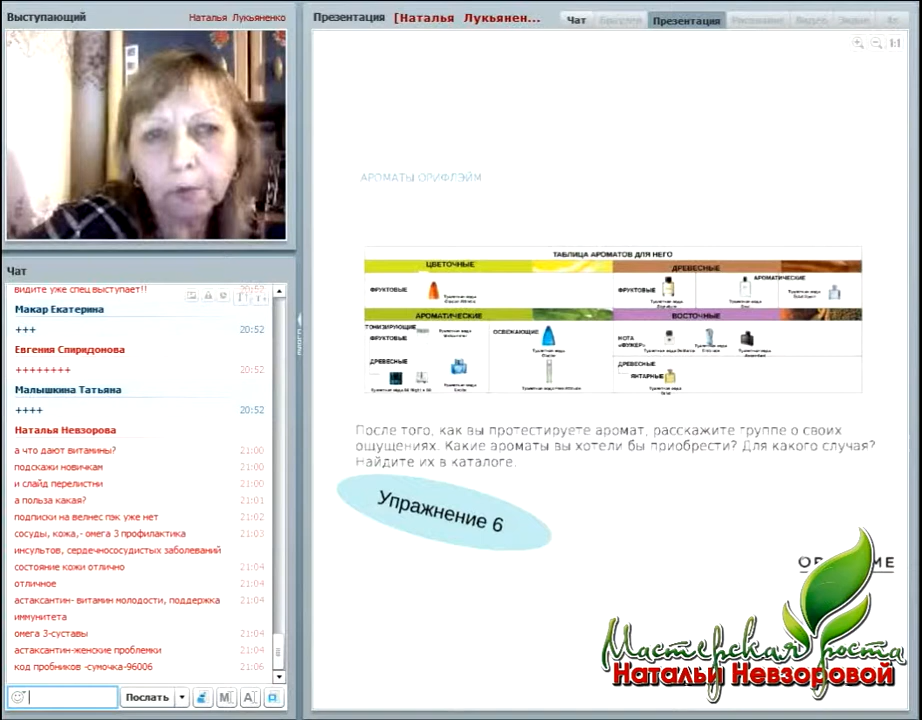 Выступающий
Наталья Лукьяненко
Презентация [Наталья Лукьянен...
Чат
Презентация
1:1
АРОМАТЫ ОРИФЛЭЙМ
ТАБЛИЦА АРОМАТОВ ДЛЯ НЕГО
ЦВЕТОЧНЫЕ
ДРЕВЕСНЫЕ
ФРУКТОВЫЕ
ФРУКТОВЫЕ
АРОМАТИЧЕСКИЕ
АРОМАТИЧЕСКИЕ
ВОСТОЧНЫЕ
ТОНИЗИРУЮЩИЕ
ФРУКТОВЫЕ
ОСВЕЖАЮЩИЕ
НОТА
«ФУЖЕР»
ДРЕВЕСНЫЕ
ДРЕВЕСНЫЕ
ЯНТАРНЫЕ
После того, как вы протестируете аромат, расскажите группе о своих
ощущениях. Какие ароматы вы хотели бы приобрести? Для какого случая?
Найдите их в каталоге.
Упражнение 6
Мастерская роста
Натальи Невзоровой
Чат
видите уже спец выступает!!
Макар Екатерина
+++ 20:52
Евгения Спиридонова
++++++++ 20:52
Малышкина Татьяна
++++ 20:52
Наталья Невзорова
а что дают витамины? 21:00
подскажи новичкам 21:00
и слайд перелистни 21:00
а польза какая? 21:01
подписки на велнес пэк уже нет 21:02
сосуды, кожа,- омега 3 профилактика 21:03
инсультов, сердечнососудистых заболеваний
состояние кожи отлично 21:04
отличное 21:04
астаксантин- витамин молодости, поддержка 21:04
иммунитета
омега 3-суставы 21:04
астаксантин-женские проблемки 21:04
код пробников -сумочка-96006 21:06
Послать